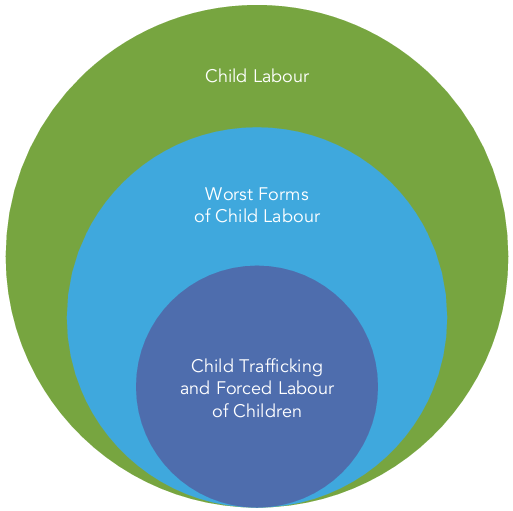 Child Labour
Worst Forms
of Child Labour
Child Trafficking
and Forced Labour
of Children